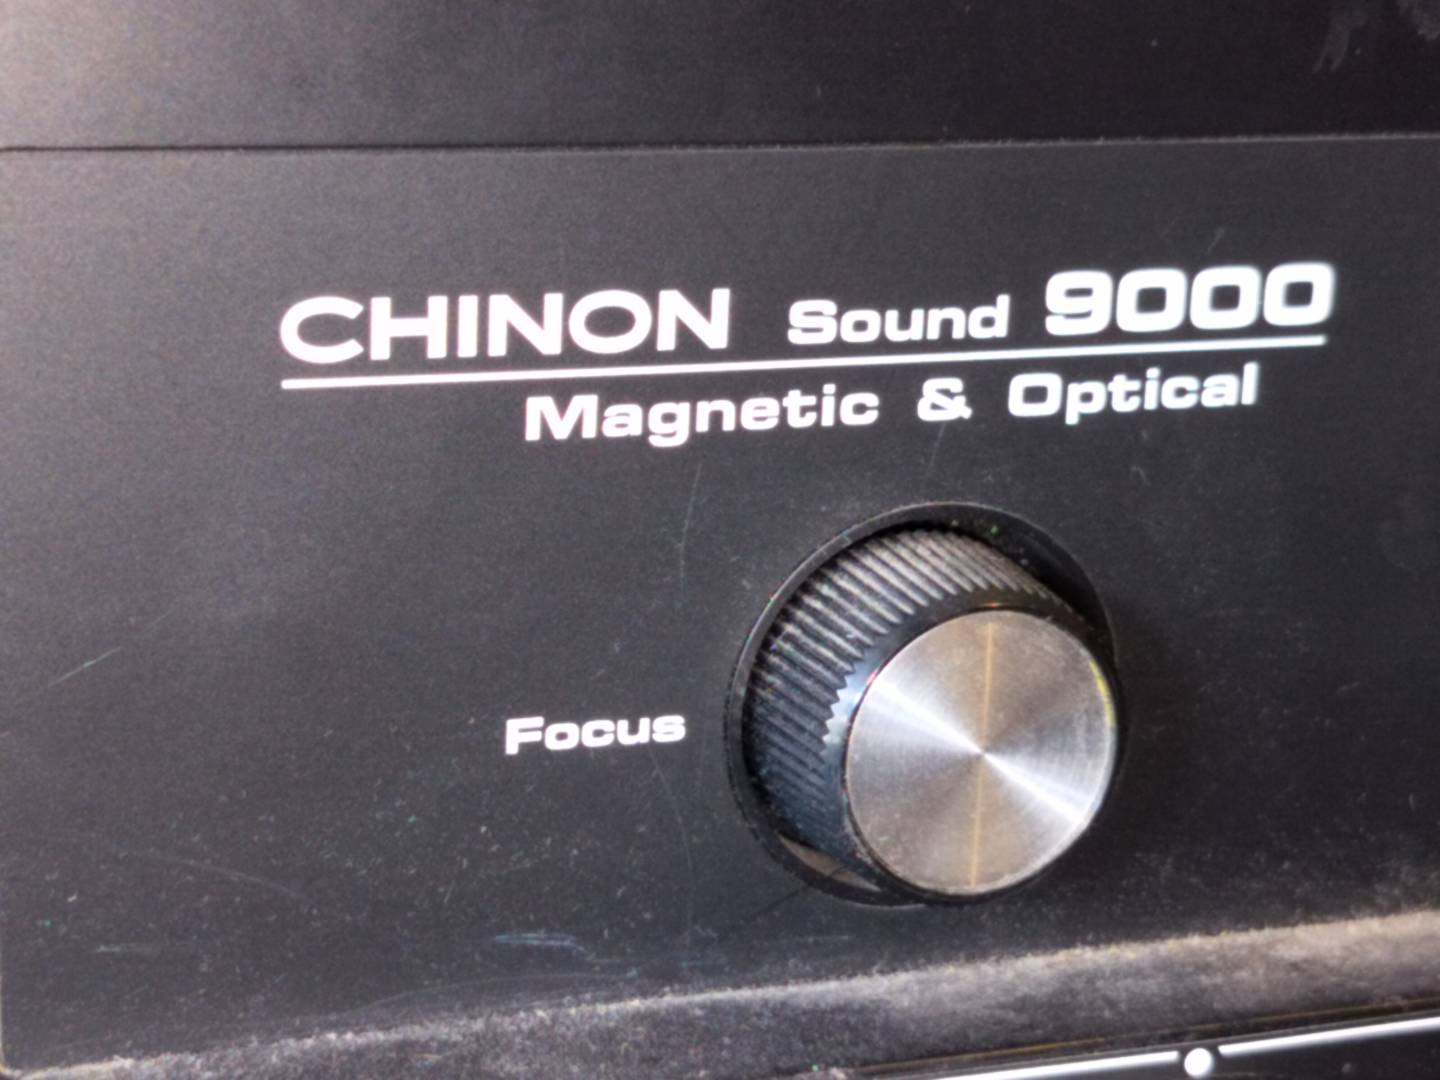 CHINON Sound 9000
Magnetic & Optical
Focus